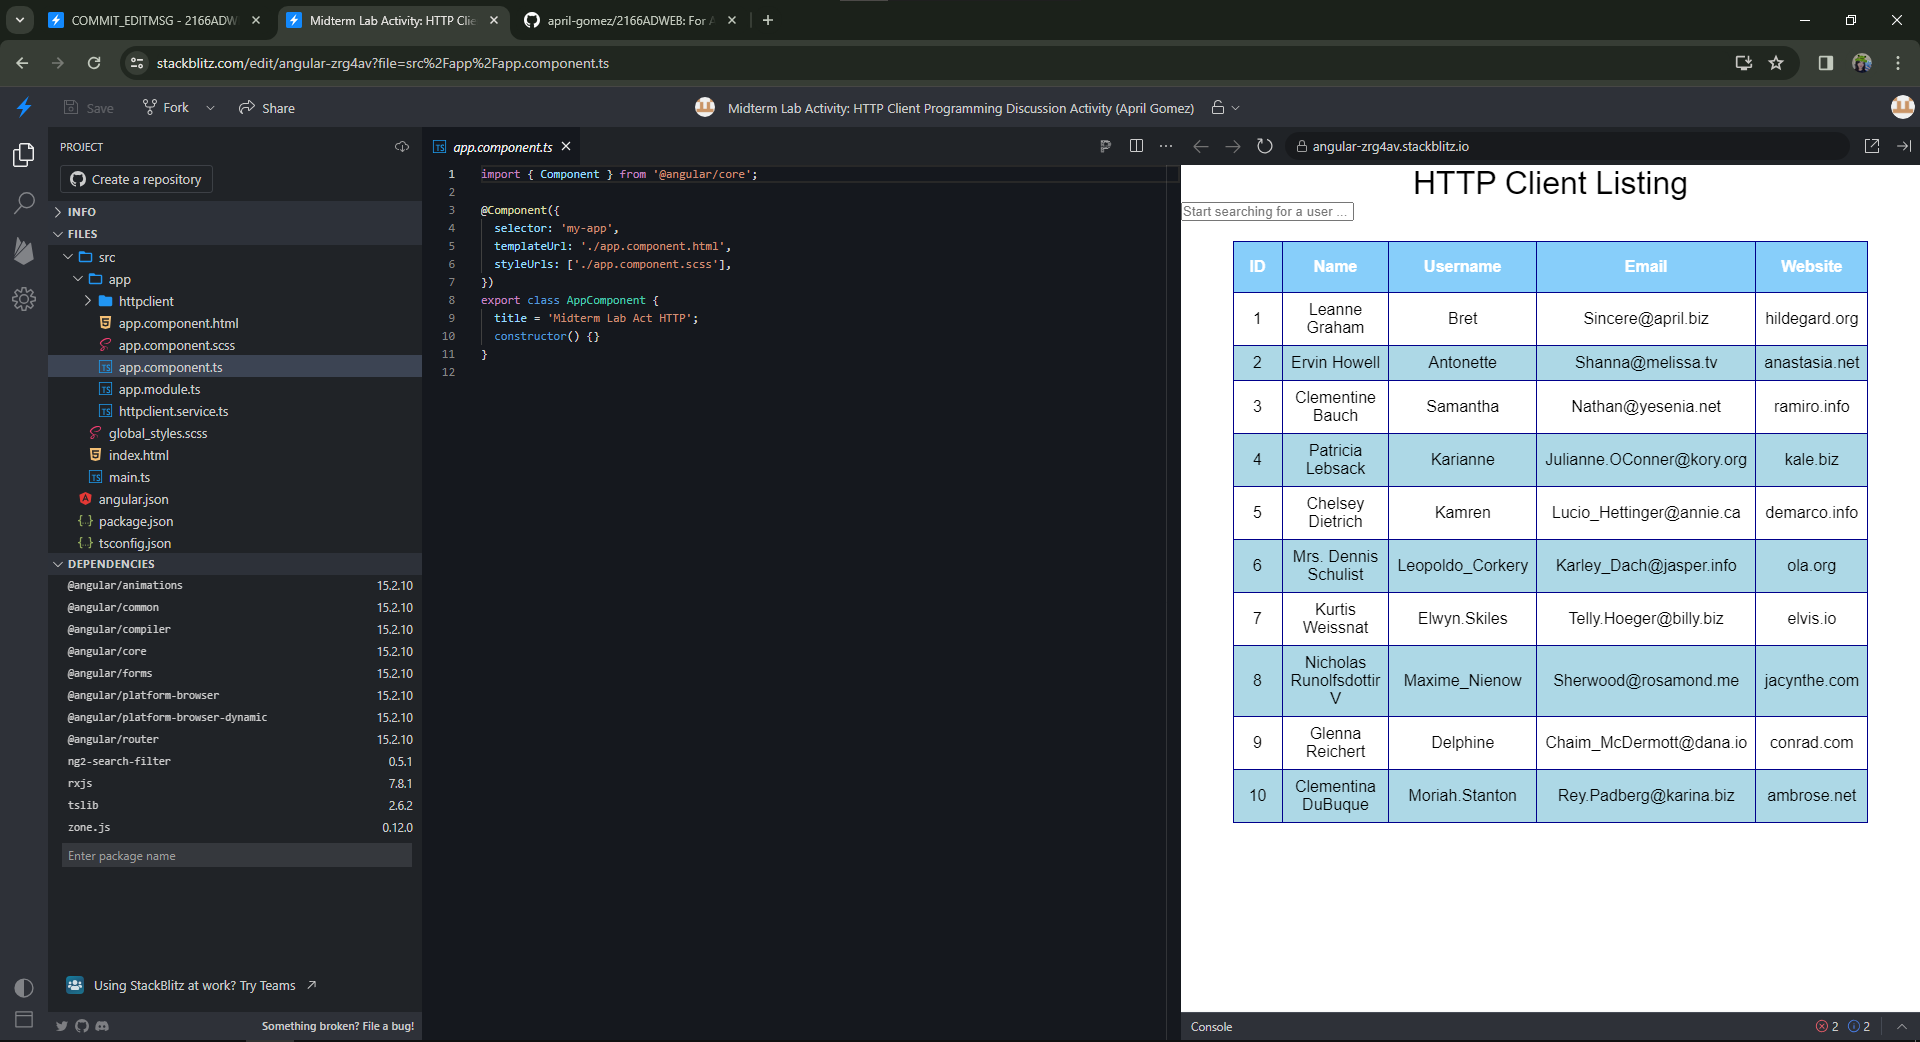 COMMIT_EDITMSG - 2166ADW
Midterm Lab Activity: HTTP Clie
april-gomez/2166ADWEB: For A
stackblitz.com/edit/angular-zrg4av?file=src%2Fapp%2Fapp.component.ts
Save
Fork
Share
Midterm Lab Activity: HTTP Client Programming Discussion Activity (April Gomez)
PROJECT
Create a repository
INFO
FILES
src
app
httpclient
app.component.html
app.component.scss
app.component.ts
app.module.ts
httpclient.service.ts
global_styles.scss
index.html
main.ts
angular.json
package.json
tsconfig.json
DEPENDENCIES
@angular/animations 15.2.10
@angular/common 15.2.10
@angular/compiler 15.2.10
@angular/core 15.2.10
@angular/forms 15.2.10
@angular/platform-browser 15.2.10
@angular/platform-browser-dynamic 15.2.10
@angular/router 15.2.10
ng2-search-filter 0.5.1
rxjs 7.8.1
tslib 2.6.2
zone.js 0.12.0
Enter package name
Using StackBlitz at work? Try Teams
Something broken? File a bug!
app.component.ts
1 import { Component } from '@angular/core';
2
3 @Component({
4 selector: 'my-app',
5 templateUrl: './app.component.html',
6 styleUrls: ['./app.component.scss'],
7 })
8 export class AppComponent {
9 title = 'Midterm Lab Act HTTP';
10 constructor() {}
11 }
12
angular-zrg4av.stackblitz.io
HTTP Client Listing
Start searching for a user ...
ID Name Username Email Website
1 Leanne Graham Bret Sincere@april.biz hildegard.org
2 Ervin Howell Antonette Shanna@melissa.tv anastasia.net
3 Clementine Bauch Samantha Nathan@yesenia.net ramiro.info
4 Patricia Lebsack Karianne Julianne.OConner@kory.org kale.biz
5 Chelsey Dietrich Kamren Lucio_Hettinger@annie.ca demarco.info
6 Mrs. Dennis Schulist Leopoldo_Corkery Karley_Dach@jasper.info ola.org
7 Kurtis Weissnat Elwyn.Skiles Telly.Hoeger@billy.biz elvis.io
8 Nicholas Runolfsdottir V Maxime_Nienow Sherwood@rosamond.me jacynthe.com
9 Glenna Reichert Delphine Chaim_McDermott@dana.io conrad.com
10 Clementina DuBuque Moriah.Stanton Rey.Padberg@karina.biz ambrose.net
Console
2 2